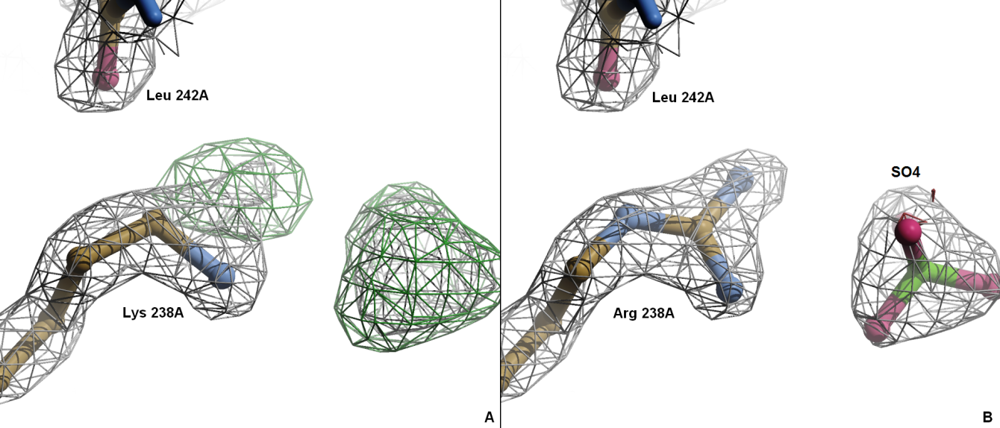 Leu 242A
Leu 242A
SO4
Lys 238A
Arg 238A
A
B